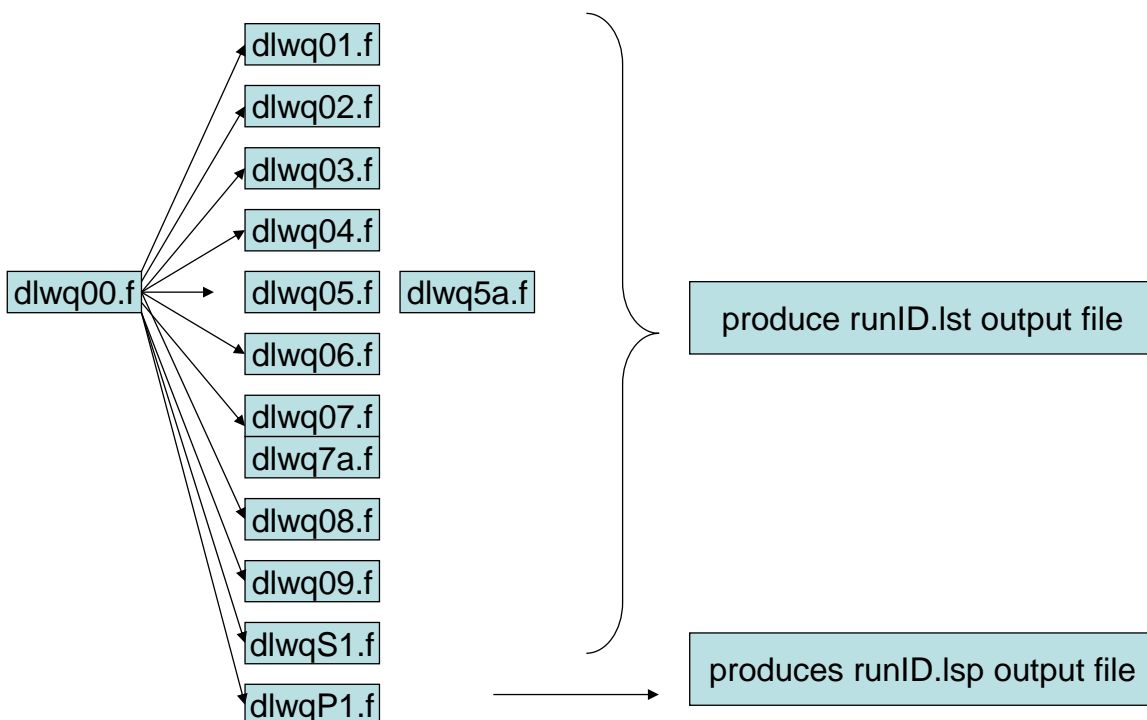 dlwq00.f
dlwq01.f
dlwq02.f
dlwq03.f
dlwq04.f
dlwq05.f
dlwq5a.f
dlwq06.f
dlwq07.f
dlwq7a.f
dlwq08.f
dlwq09.f
dlwqS1.f
dlwqP1.f
produce runID.lst output file
produces runID.lsp output file